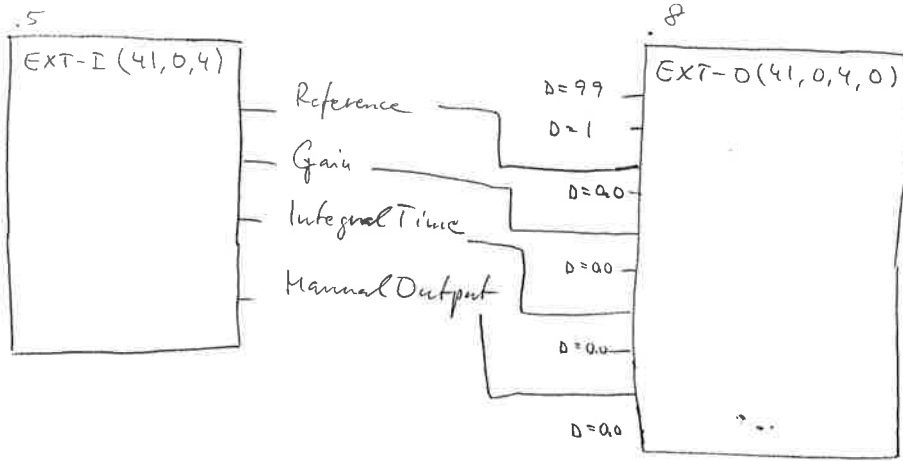 .5
EXT-I (41,0,4)
Reference
Gain
Integral Time
Manual Output
.8
EXT-O(41,0,4,0)
D=99
D=1
D=0.0
D=0.0
D=0.0
D=0.0